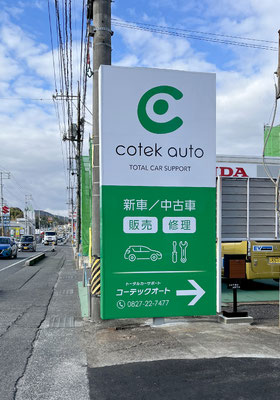 cotek auto
TOTAL CAR SUPPORT
新車／中古車
販売 修理
トータルカーサポート
コーテックオート
0827-22-7477
NDA